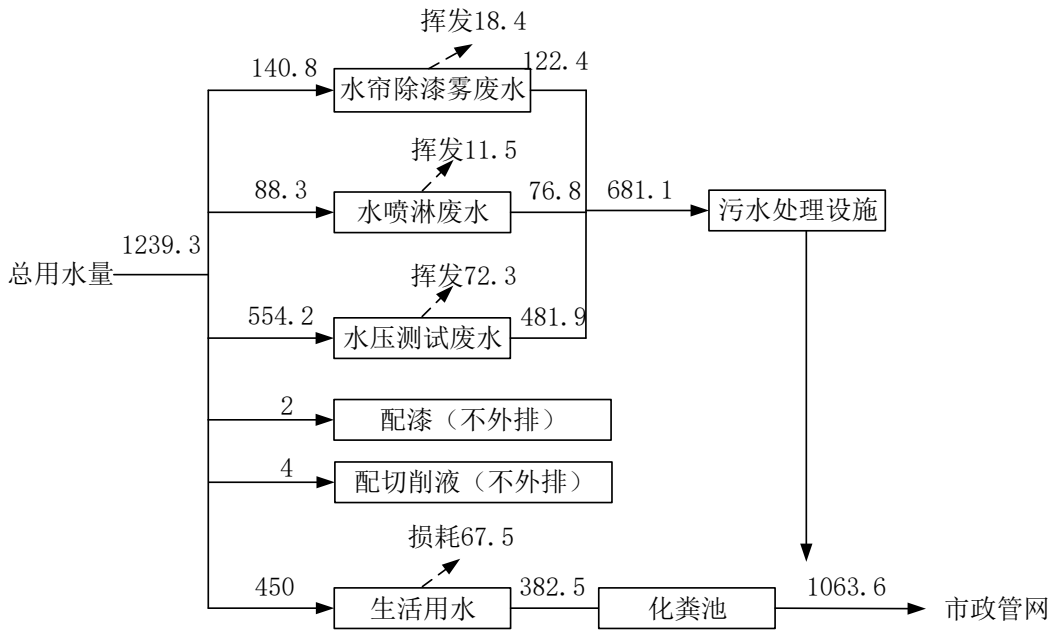 挥发18.4
140.8
水帘除漆雾废水
122.4
挥发11.5
88.3
水喷淋废水
76.8
681.1
污水处理设施
总用水量
1239.3
挥发72.3
554.2
水压测试废水
481.9
2
配漆（不外排）
4
配切削液（不外排）
损耗67.5
450
生活用水
382.5
化粪池
1063.6
市政管网